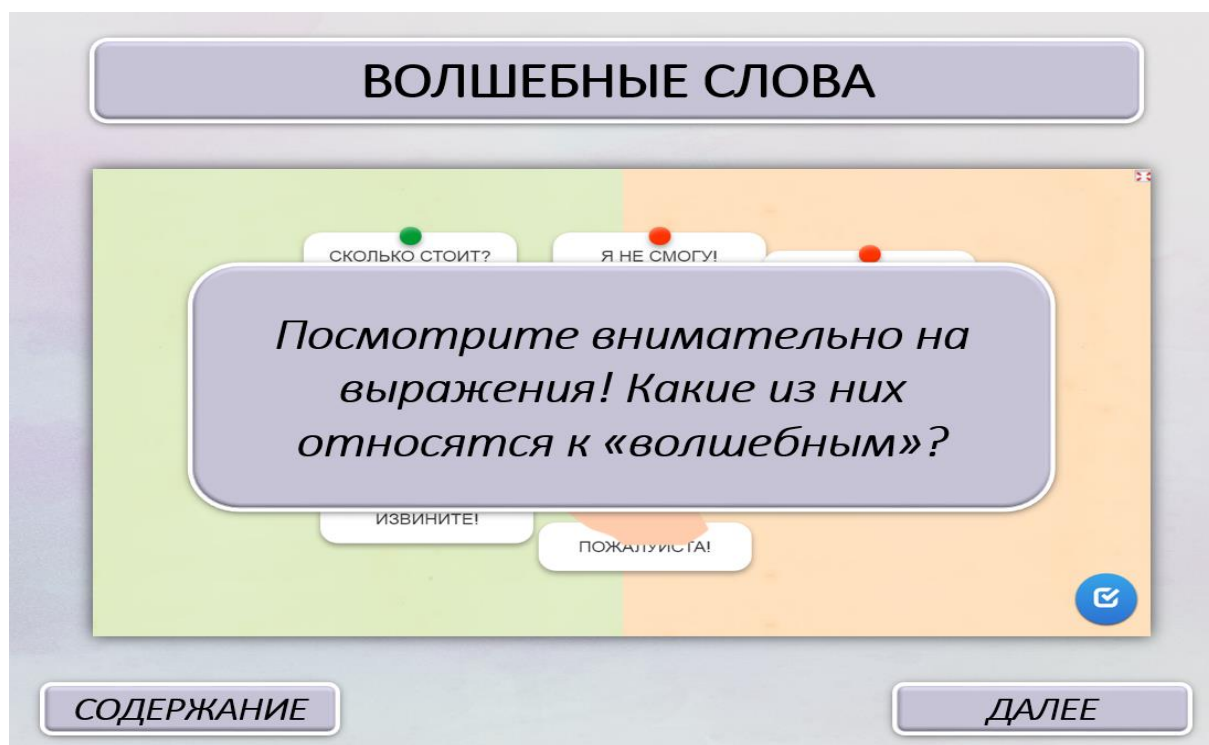 ВОЛШЕБНЫЕ СЛОВА
СКОЛЬКО СТОИТ?
Я НЕ СМОГУ!
Посмотрите внимательно на
выражения! Какие из них
относятся к «волшебным»?
ИЗВИНИТЕ!
ПОЖАЛУЙСТА!
СОДЕРЖАНИЕ
ДАЛЕЕ